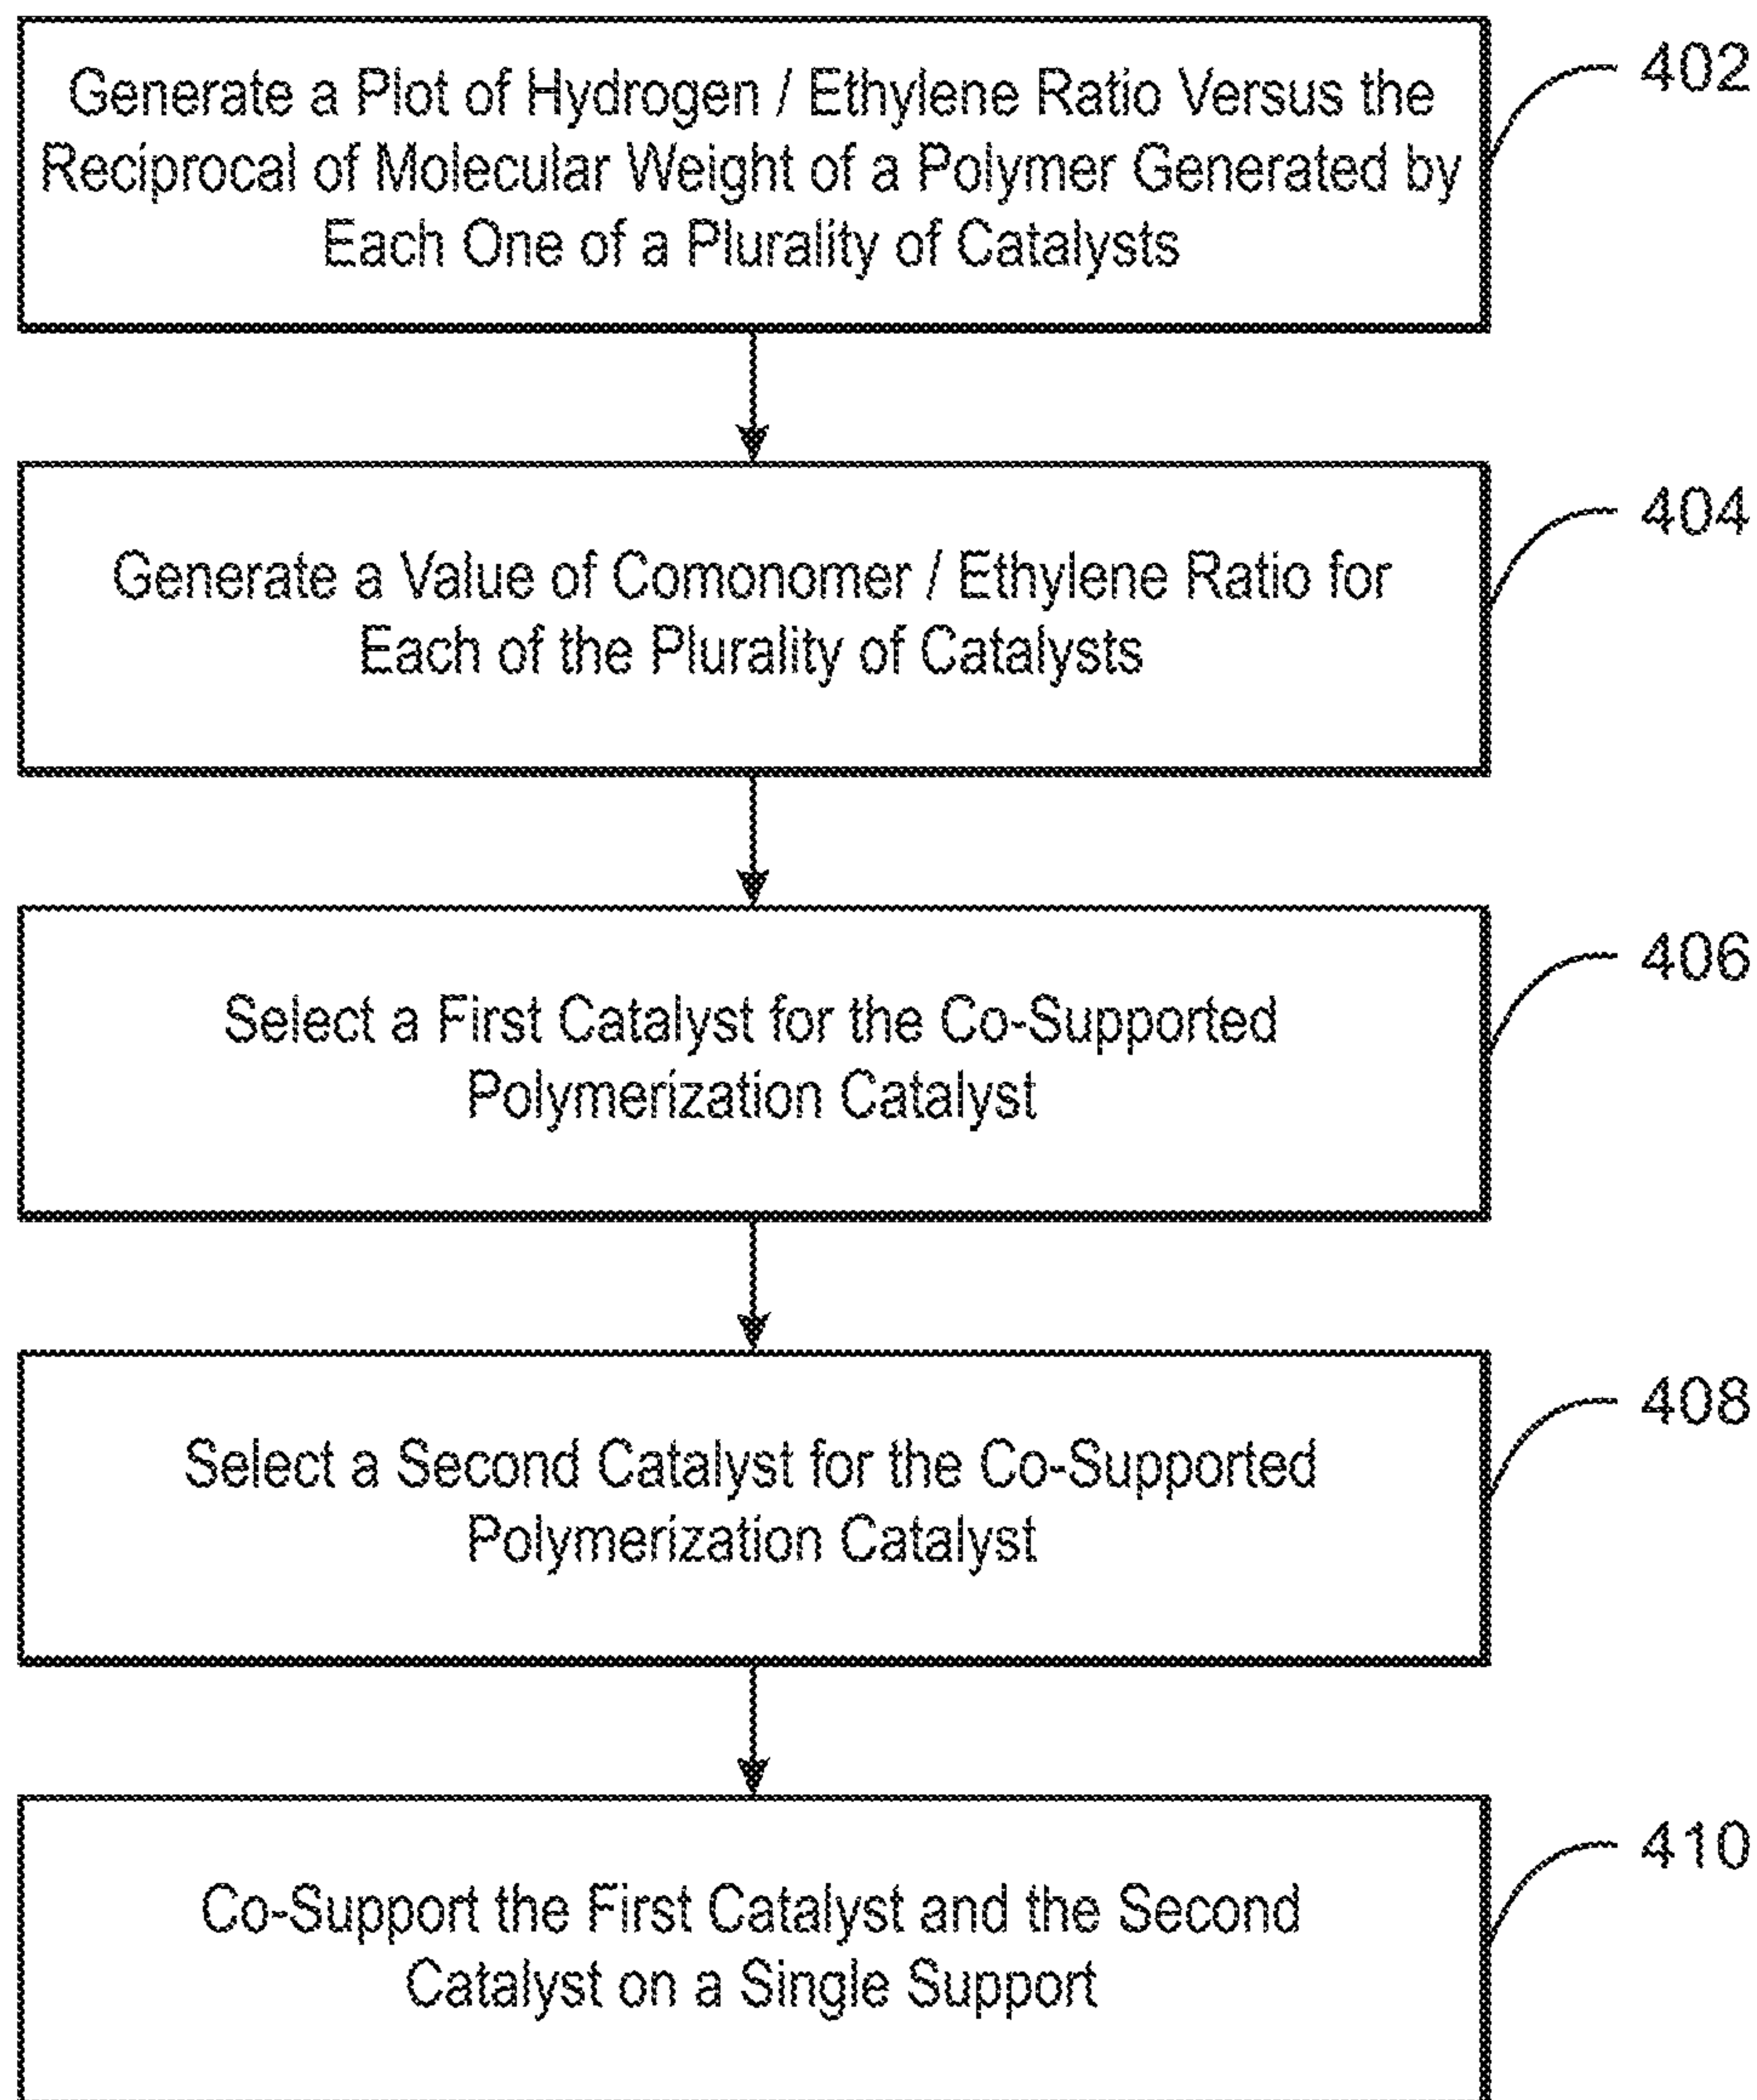 Generate a Plot of Hydrogen / Ethylene Ratio Versus the
Reciprocal of Molecular Weight of a Polymer Generated by
Each One of a Plurality of Catalysts
402
Generate a Value of Comonomer / Ethylene Ratio for
Each of the Plurality of Catalysts
404
Select a First Catalyst for the Co-Supported
Polymerization Catalyst
406
Select a Second Catalyst for the Co-Supported
Polymerization Catalyst
408
Co-Support the First Catalyst and the Second
Catalyst on a Single Support
410